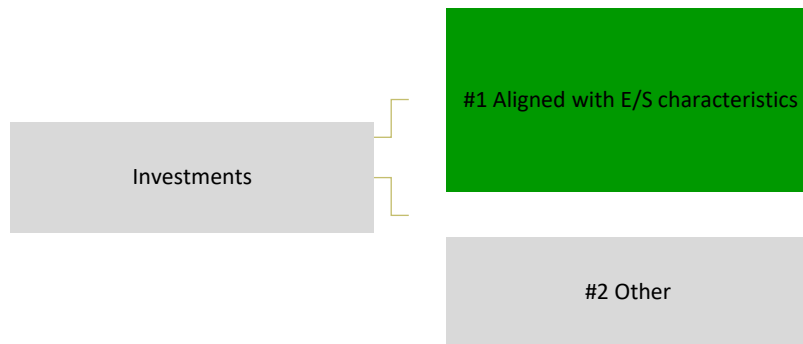 #1 Aligned with E/S characteristics
Investments
#2 Other